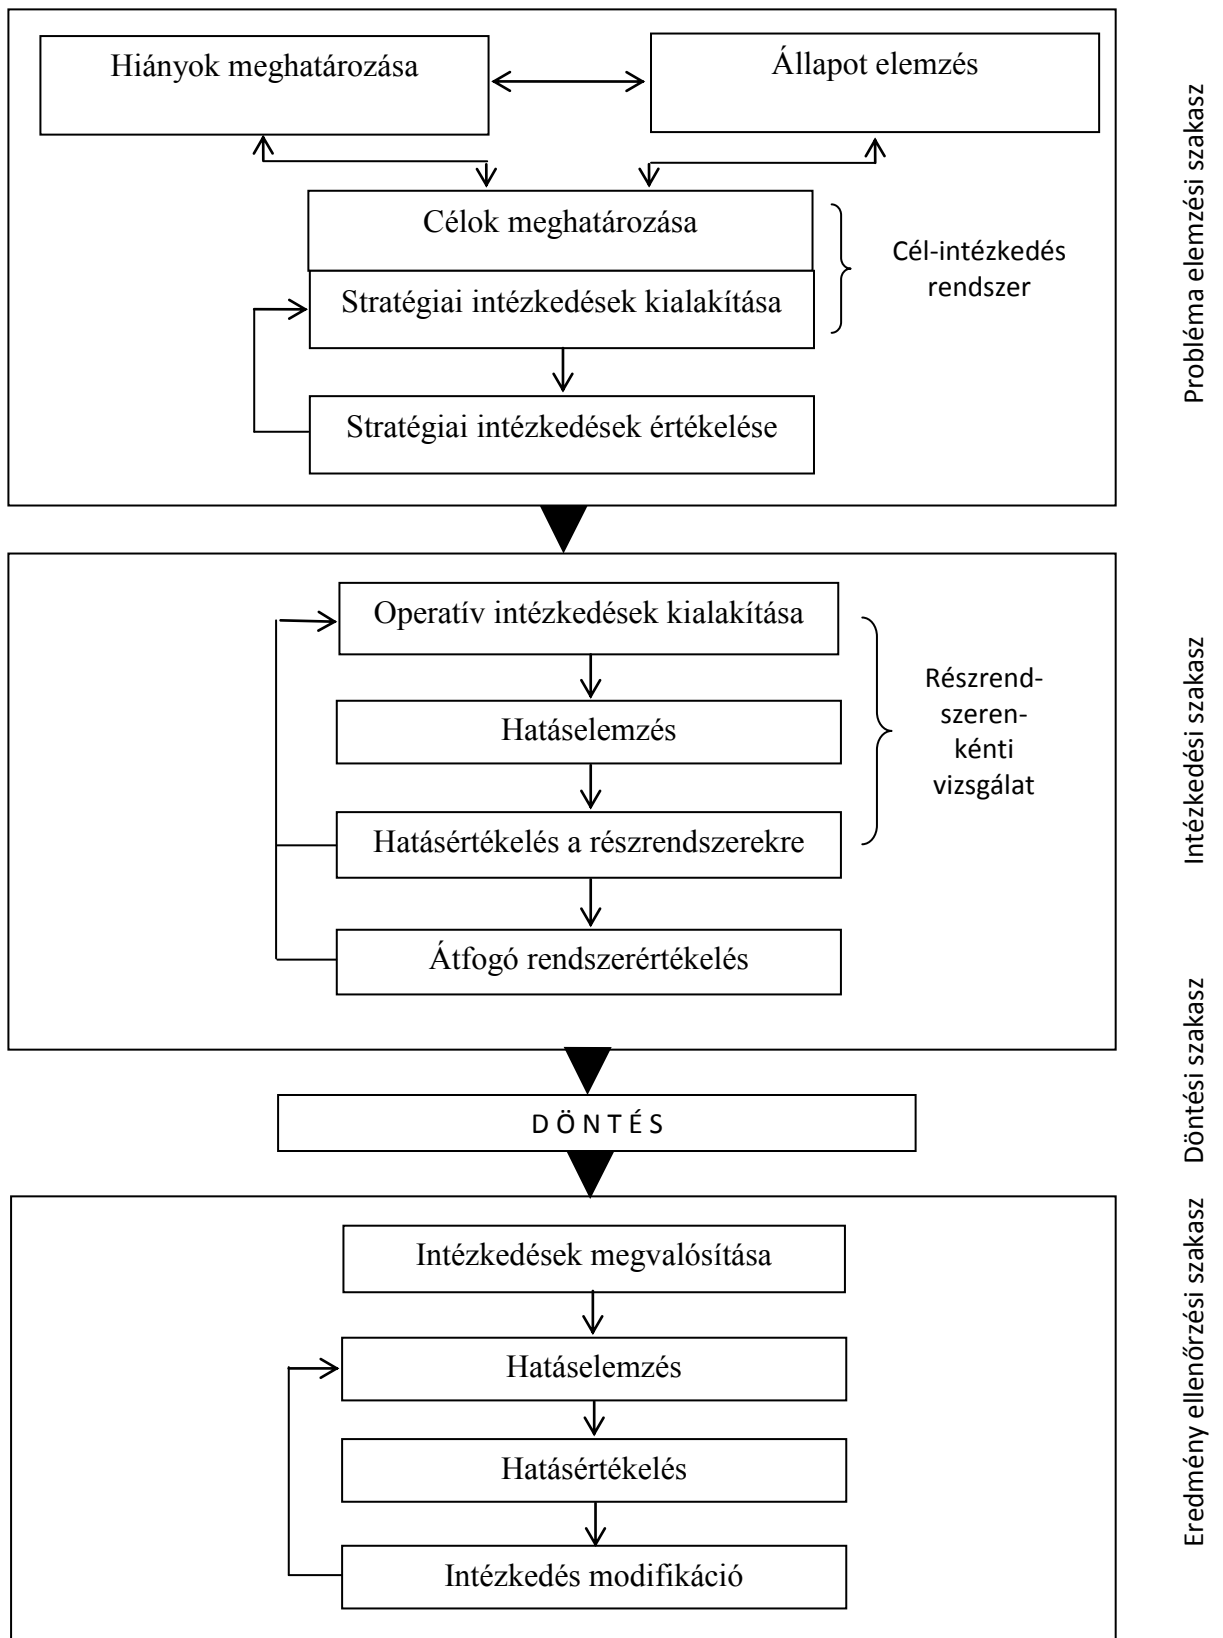 Hiányok meghatározása
Állapot elemzés
Célok meghatározása
Stratégiai intézkedések kialakítása
Stratégiai intézkedések értékelése
Cél-intézkedés
rendszer
Probléma elemzési szakasz
Operatív intézkedések kialakítása
Hatáselemzés
Hatásértékelés a részrendszerekre
Átfogó rendszerértékelés
Részrend-
szeren-
kénti
vizsgálat
Intézkedési szakasz
D Ö N T É S
Döntési szakasz
Intézkedések megvalósítása
Hatáselemzés
Hatásértékelés
Intézkedés modifikáció
Eredmény ellenőrzési szakasz